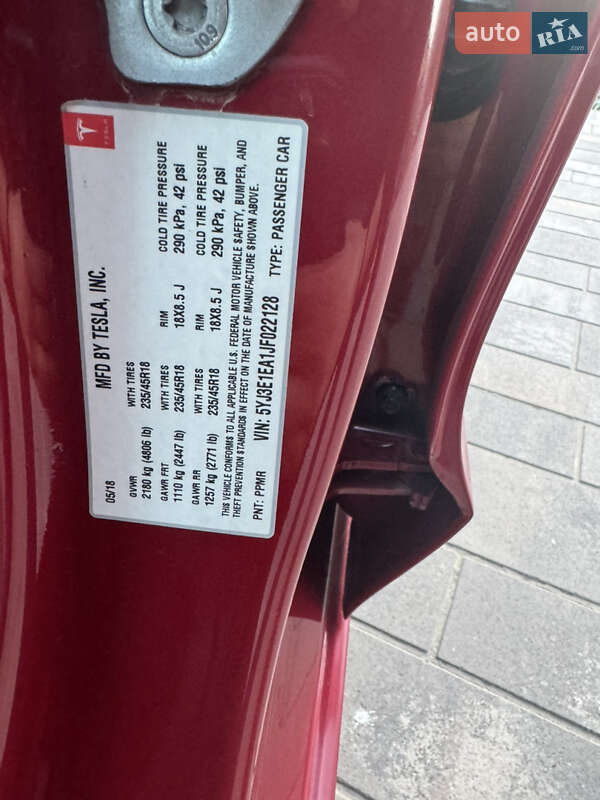 auto RIA
.com
10.9
TESLA
05/18 MFD BY TESLA, INC.
GVWR WITH TIRES
2180 kg (4806 lb) 235/45R18
GAWR FRT WITH TIRES RIM COLD TIRE PRESSURE
1110 kg (2447 lb) 235/45R18 18X8.5 J 290 kPa, 42 psi
GAWR RR WITH TIRES RIM COLD TIRE PRESSURE
1257 kg (2771 lb) 235/45R18 18X8.5 J 290 kPa, 42 psi
THIS VEHICLE CONFORMS TO ALL APPLICABLE U.S. FEDERAL MOTOR VEHICLE SAFETY, BUMPER, AND
THEFT PREVENTION STANDARDS IN EFFECT ON THE DATE OF MANUFACTURE SHOWN ABOVE.
PNT: PPMR VIN: 5YJ3E1EA1JF022128 TYPE: PASSENGER CAR